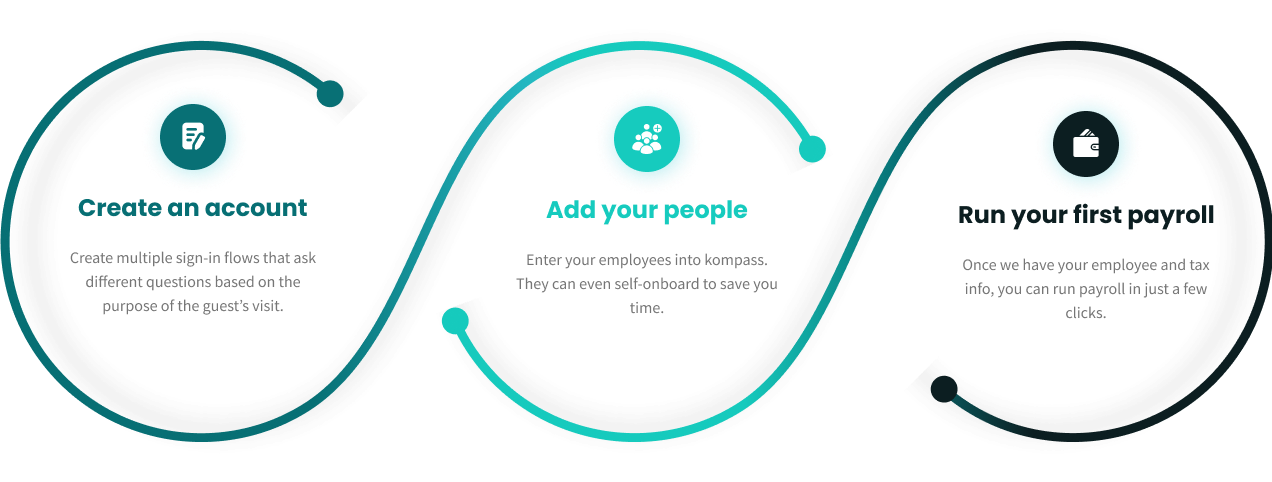 Create an account
Create multiple sign-in flows that ask
different questions based on the
purpose of the guest’s visit.
Add your people
Enter your employees into kompass.
They can even self-onboard to save you
time.
Run your first payroll
Once we have your employee and tax
info, you can run payroll in just a few
clicks.